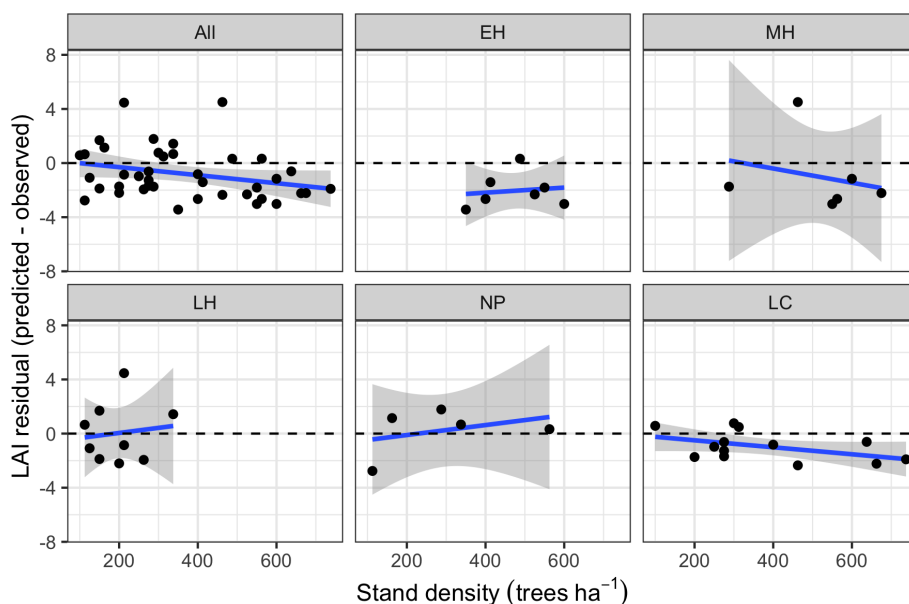 All EH MH
8
4
0
-4
-8
LH NP LC
8
4
0
-4
-8
200 400 600 200 400 600 200 400 600
LAI residual (predicted - observed)
Stand density (trees ha⁻¹)